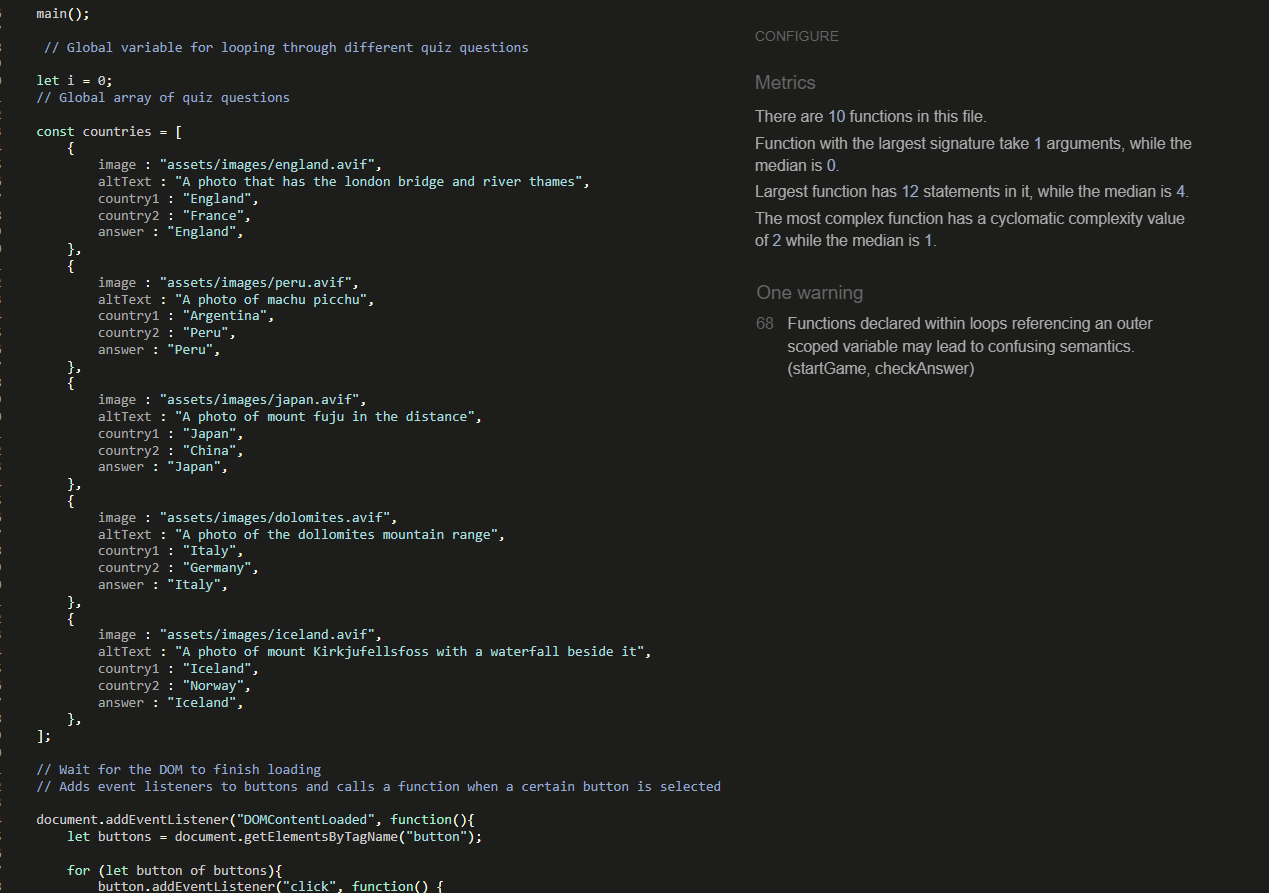 main();
// Global variable for looping through different quiz questions
let i = 0;
// Global array of quiz questions
const countries = [
{
image : "assets/images/england.avif",
altText : "A photo that has the london bridge and river thames",
country1 : "England",
country2 : "France",
answer : "England",
},
{
image : "assets/images/peru.avif",
altText : "A photo of machu picchu",
country1 : "Argentina",
country2 : "Peru",
answer : "Peru",
},
{
image : "assets/images/japan.avif",
altText : "A photo of mount fuju in the distance",
country1 : "Japan",
country2 : "China",
answer : "Japan",
},
{
image : "assets/images/dolomites.avif",
altText : "A photo of the dollomites mountain range",
country1 : "Italy",
country2 : "Germany",
answer : "Italy",
},
{
image : "assets/images/iceland.avif",
altText : "A photo of mount Kirkjufellsfoss with a waterfall beside it",
country1 : "Iceland",
country2 : "Norway",
answer : "Iceland",
},
];
// Wait for the DOM to finish loading
// Adds event listeners to buttons and calls a function when a certain button is selected
document.addEventListener("DOMContentLoaded", function(){
let buttons = document.getElementsByTagName("button");
for (let button of buttons){
button.addEventListener("click", function() {
CONFIGURE
Metrics
There are 10 functions in this file.
Function with the largest signature take 1 arguments, while the
median is 0.
Largest function has 12 statements in it, while the median is 4.
The most complex function has a cyclomatic complexity value
of 2 while the median is 1.
One warning
68 Functions declared within loops referencing an outer
scoped variable may lead to confusing semantics.
(startGame, checkAnswer)